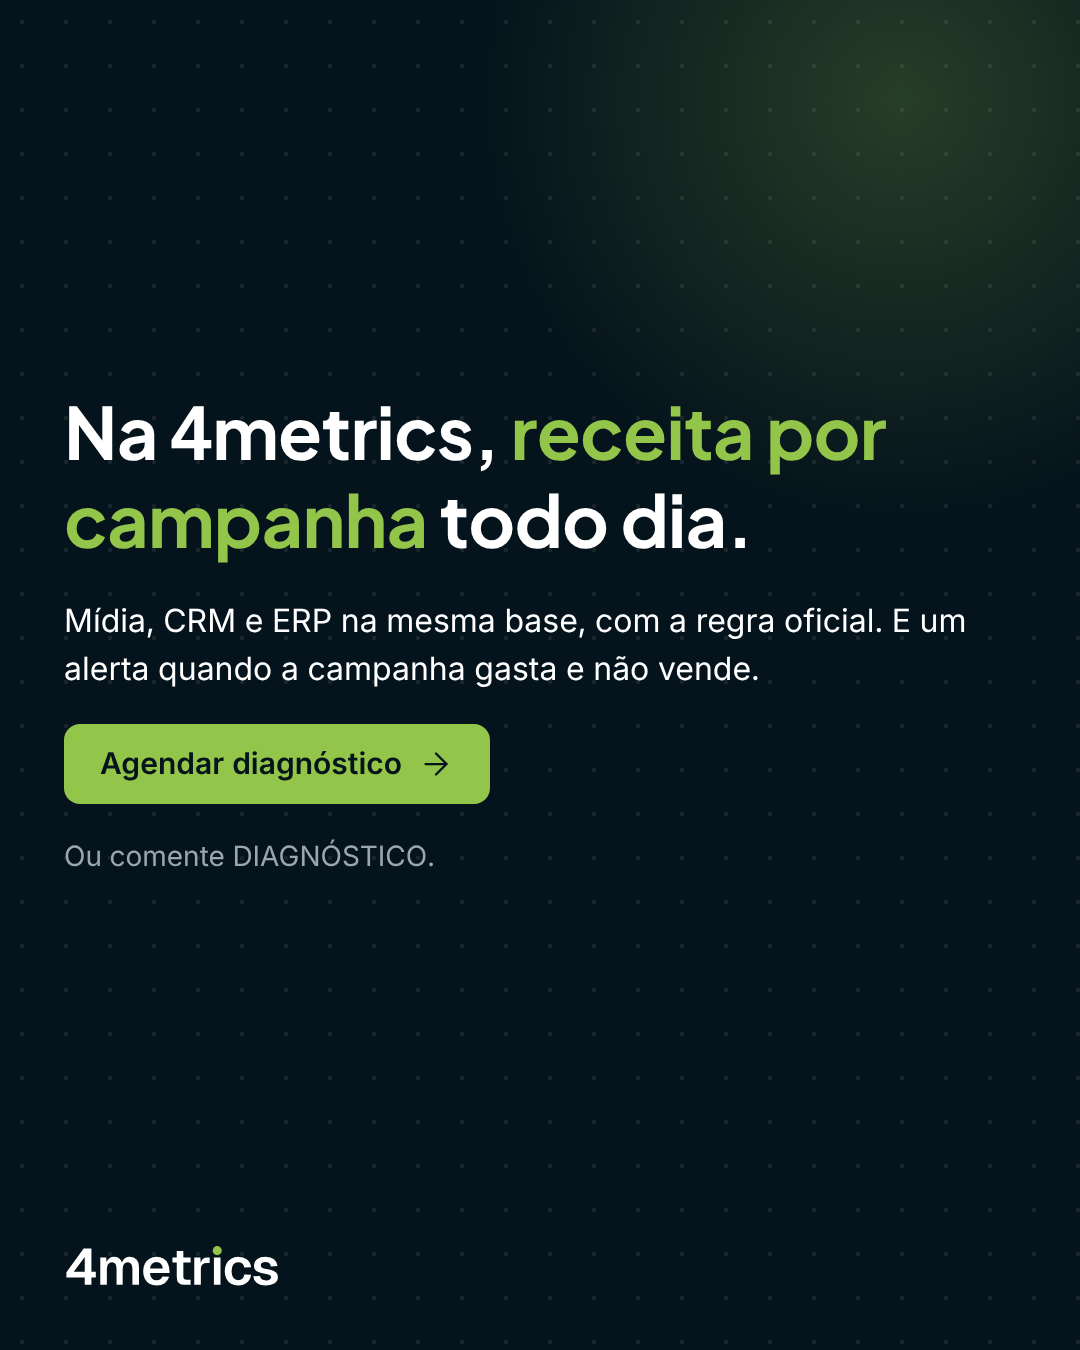 Na 4metrics, receita por
campanha todo dia.
Mídia, CRM e ERP na mesma base, com a regra oficial. E um
alerta quando a campanha gasta e não vende.
Agendar diagnóstico →
Ou comente DIAGNÓSTICO.
4metrics